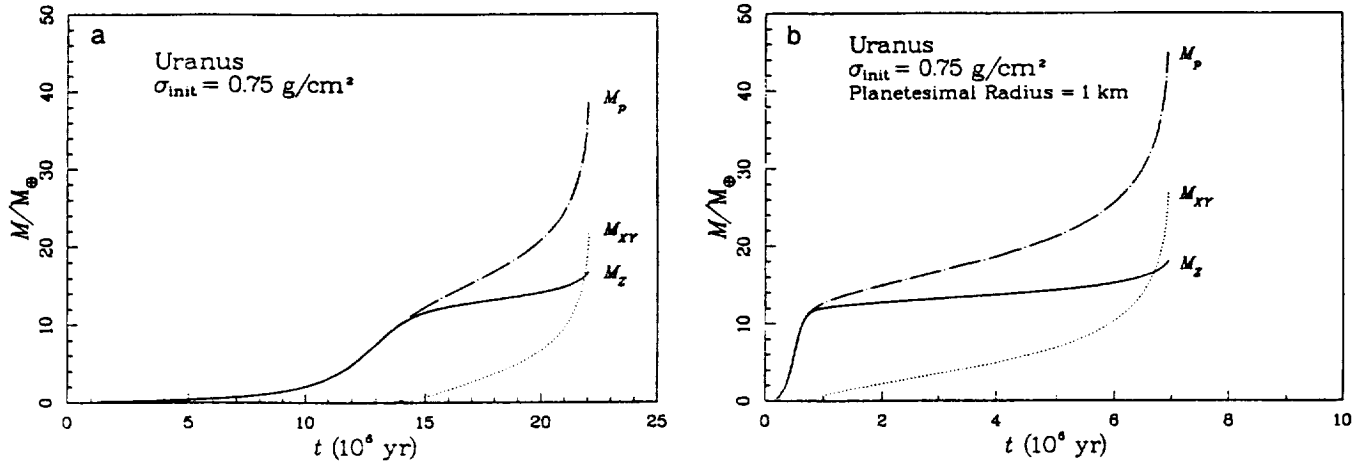 a
Uranus
σinit = 0.75 g/cm²
M/M⊕
50
40
30
20
10
0
Mp
MXY
MZ
0 5 10 15 20 25
t (10⁶ yr)
b
Uranus
σinit = 0.75 g/cm²
Planetesimal Radius = 1 km
M/M⊕
50
40
30
20
10
0
Mp
MXY
MZ
0 2 4 6 8 10
t (10⁶ yr)